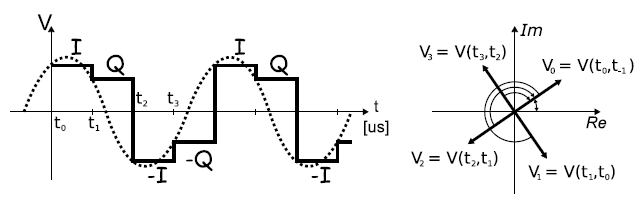 V
I
Q
I
Q
t₀
t₁
t₂
t₃
-I
-Q
-I
t
[us]
Im
Re
V₃ = V(t₃,t₂)
V₀ = V(t₀,t₋₁)
V₂ = V(t₂,t₁)
V₁ = V(t₁,t₀)